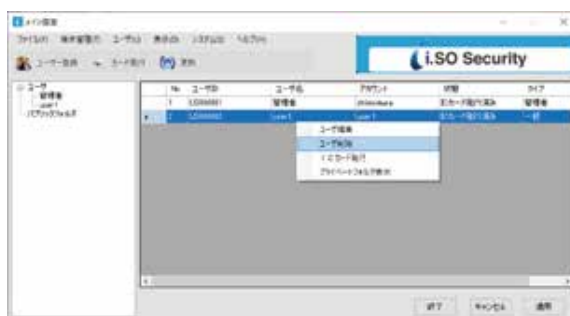 メイン画面
ファイル(F) 端末管理(T) ユーザ(U) 表示(V) システム(S) ヘルプ(H)
ユーザー登録 カード発行 更新
i.SO Security
ユーザ
管理者
user1
パブリックフォルダ
No ユーザID ユーザ名 アカウント 状態 タイプ
1 管理者 ICカード発行済み 管理者
2 user1 user1 ICカード発行済み 一般
ユーザ編集
ユーザ削除
ICカード発行
プライベートフォルダ表示
終了 キャンセル 適用